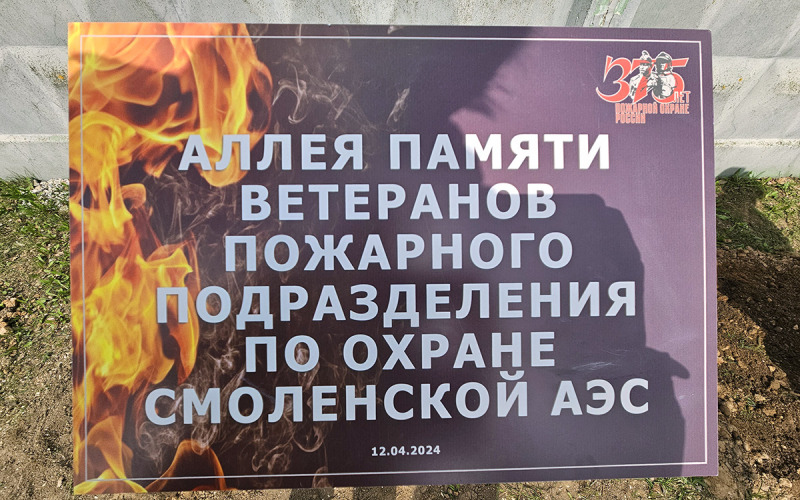 375
ЛЕТ
ПОЖАРНОЙ ОХРАНЕ
РОССИИ
АЛЛЕЯ ПАМЯТИ
ВЕТЕРАНОВ
ПОЖАРНОГО
ПОДРАЗДЕЛЕНИЯ
ПО ОХРАНЕ
СМОЛЕНСКОЙ АЭС
12.04.2024